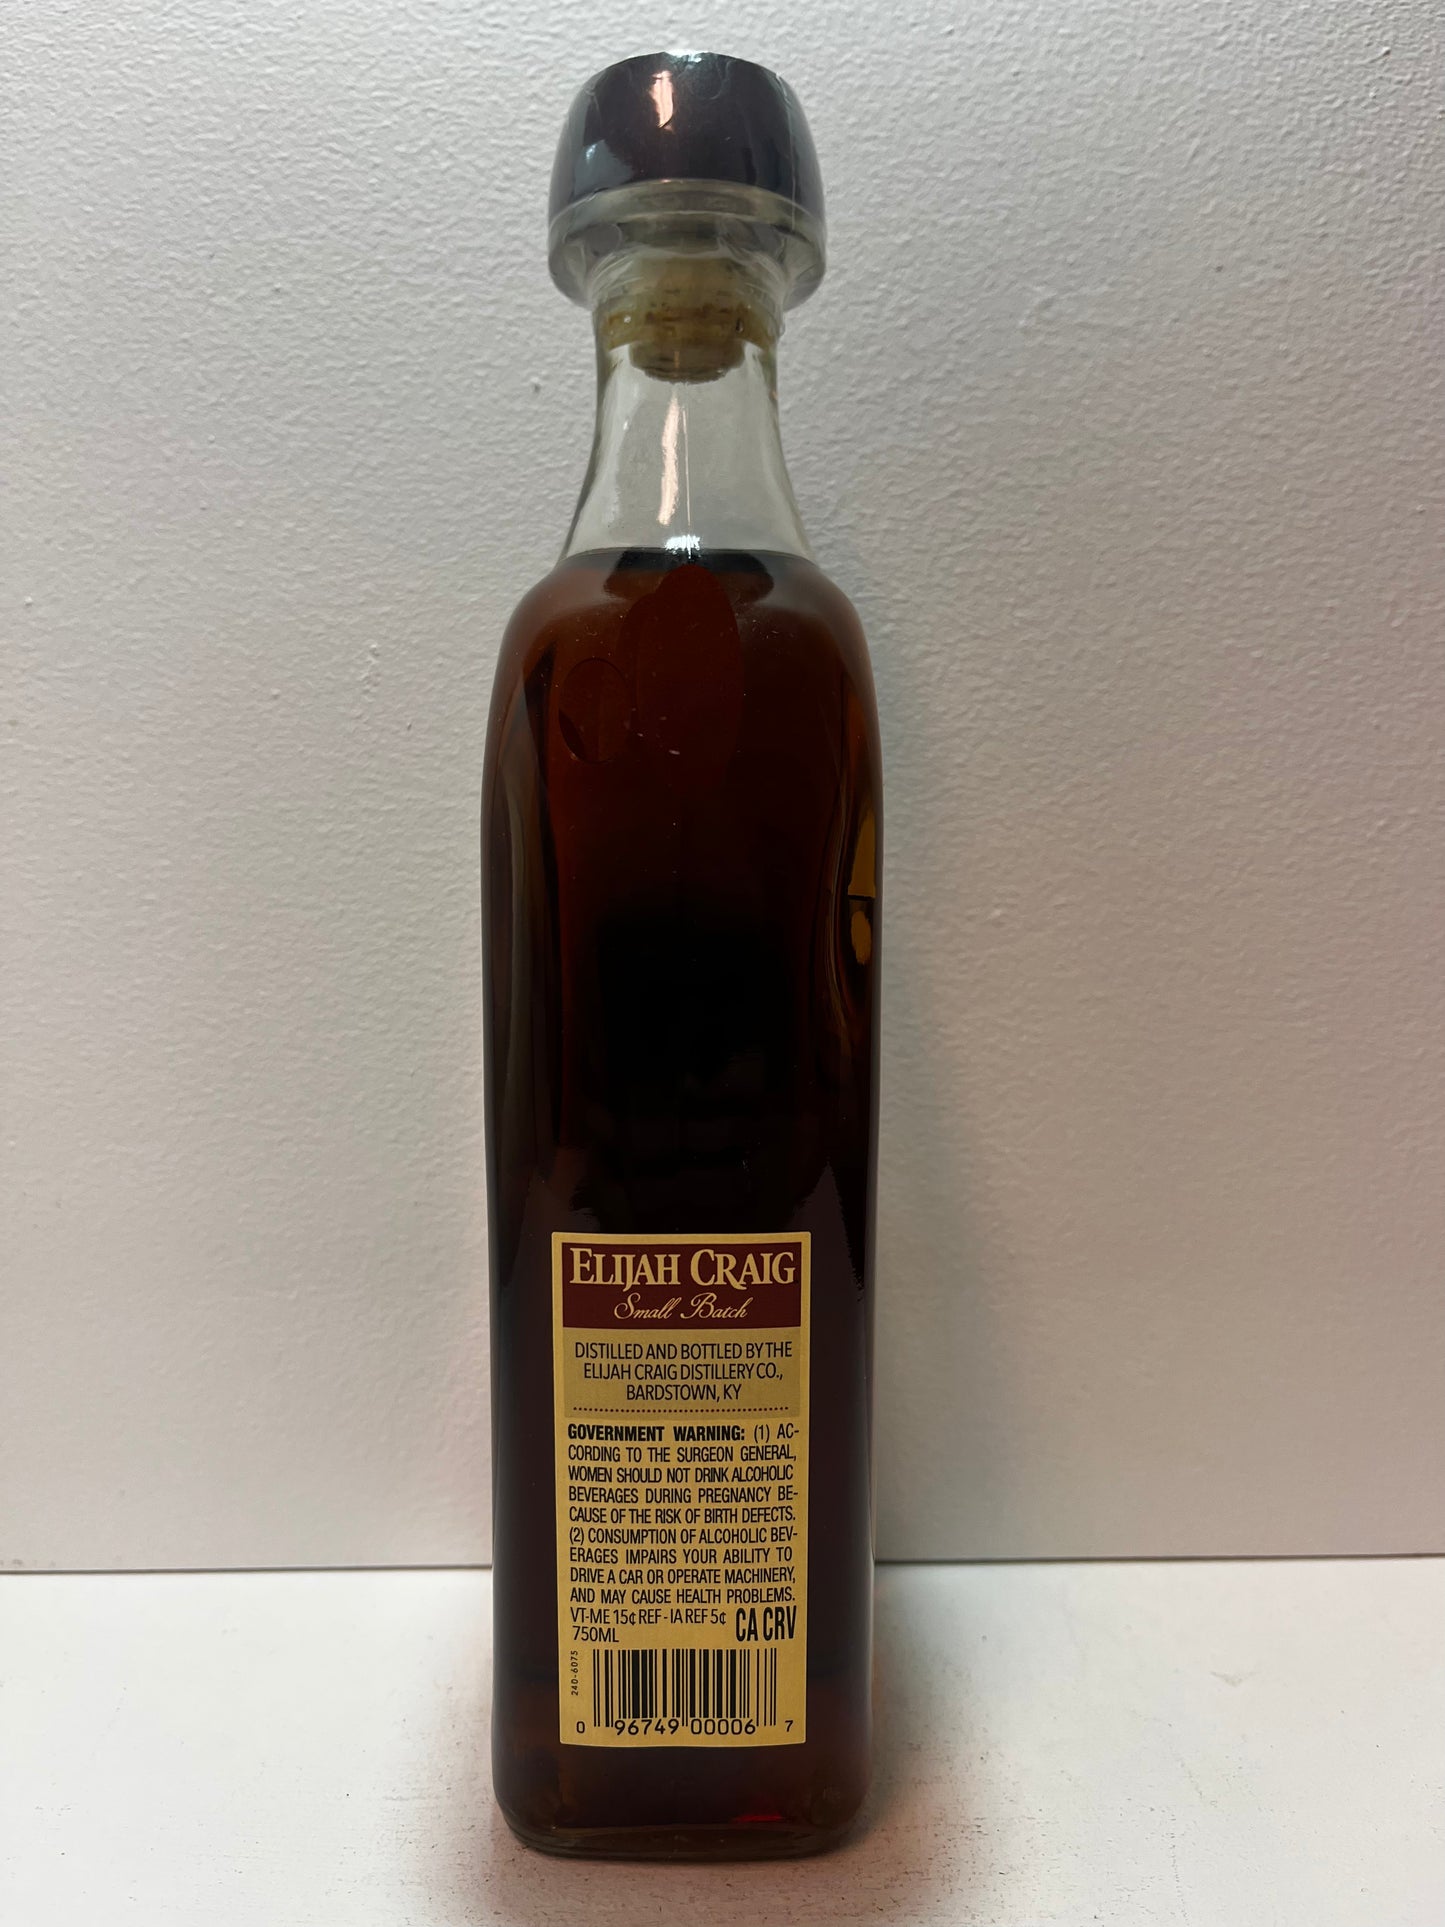 ELIJAH CRAIG
Small Batch
DISTILLED AND BOTTLED BY THE
ELIJAH CRAIG DISTILLERY CO.,
BARDSTOWN, KY
GOVERNMENT WARNING: (1) AC-
CORDING TO THE SURGEON GENERAL,
WOMEN SHOULD NOT DRINK ALCOHOLIC
BEVERAGES DURING PREGNANCY BE-
CAUSE OF THE RISK OF BIRTH DEFECTS.
(2) CONSUMPTION OF ALCOHOLIC BEV-
ERAGES IMPAIRS YOUR ABILITY TO
DRIVE A CAR OR OPERATE MACHINERY,
AND MAY CAUSE HEALTH PROBLEMS.
VT-ME 15¢ REF - IA REF 5¢ CA CRV
750ML
240-6075
0 96749 00006 7